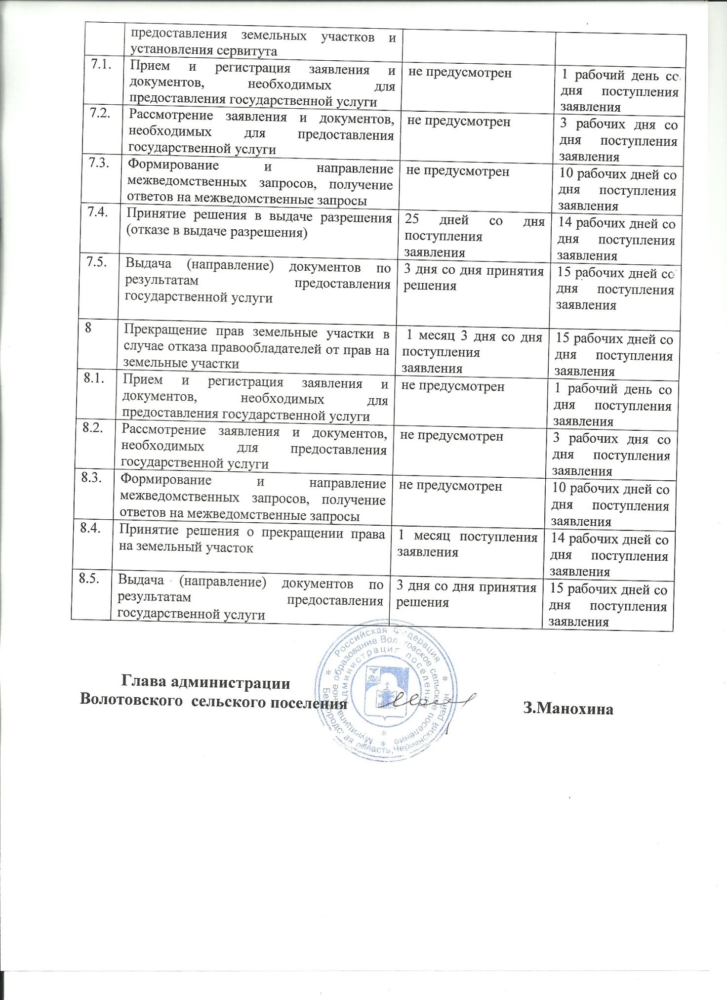 предоставления земельных участков и
установления сервитута
7.1.
Прием и регистрация заявления и
документов, необходимых для
предоставления государственной услуги
не предусмотрен
1 рабочий день со
дня поступления
заявления
7.2.
Рассмотрение заявления и документов,
необходимых для предоставления
государственной услуги
не предусмотрен
3 рабочих дня со
дня поступления
заявления
7.3.
Формирование и направление
межведомственных запросов, получение
ответов на межведомственные запросы
не предусмотрен
10 рабочих дней со
дня поступления
заявления
7.4.
Принятие решения в выдаче разрешения
(отказе в выдаче разрешения)
25 дней со дня
поступления
заявления
14 рабочих дней со
дня поступления
заявления
7.5.
Выдача (направление) документов по
результатам предоставления
государственной услуги
3 дня со дня принятия
решения
15 рабочих дней со
дня поступления
заявления
8
Прекращение прав земельные участки в
случае отказа правообладателей от прав на
земельные участки
1 месяц 3 дня со дня
поступления
заявления
15 рабочих дней со
дня поступления
заявления
8.1.
Прием и регистрация заявления и
документов, необходимых для
предоставления государственной услуги
не предусмотрен
1 рабочий день со
дня поступления
заявления
8.2.
Рассмотрение заявления и документов,
необходимых для предоставления
государственной услуги
не предусмотрен
3 рабочих дня со
дня поступления
заявления
8.3.
Формирование и направление
межведомственных запросов, получение
ответов на межведомственные запросы
не предусмотрен
10 рабочих дней со
дня поступления
заявления
8.4.
Принятие решения о прекращении права
на земельный участок
1 месяц поступления
заявления
14 рабочих дней со
дня поступления
заявления
8.5.
Выдача (направление) документов по
результатам предоставления
государственной услуги
3 дня со дня принятия
решения
15 рабочих дней со
дня поступления
заявления
Глава администрации
Волотовского сельского поселения
З.Манохина
Российская Федерация * Белгородская область, Чернянский район *
Муниципальное образование Волотовское сельское поселение *
Администрация поселения *